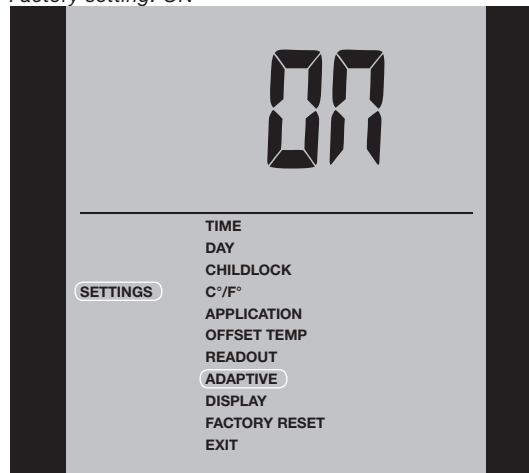 Factory setting: ON
ON
TIME
DAY
CHILDLOCK
SETTINGS C°/F°
APPLICATION
OFFSET TEMP
READOUT
ADAPTIVE
DISPLAY
FACTORY RESET
EXIT